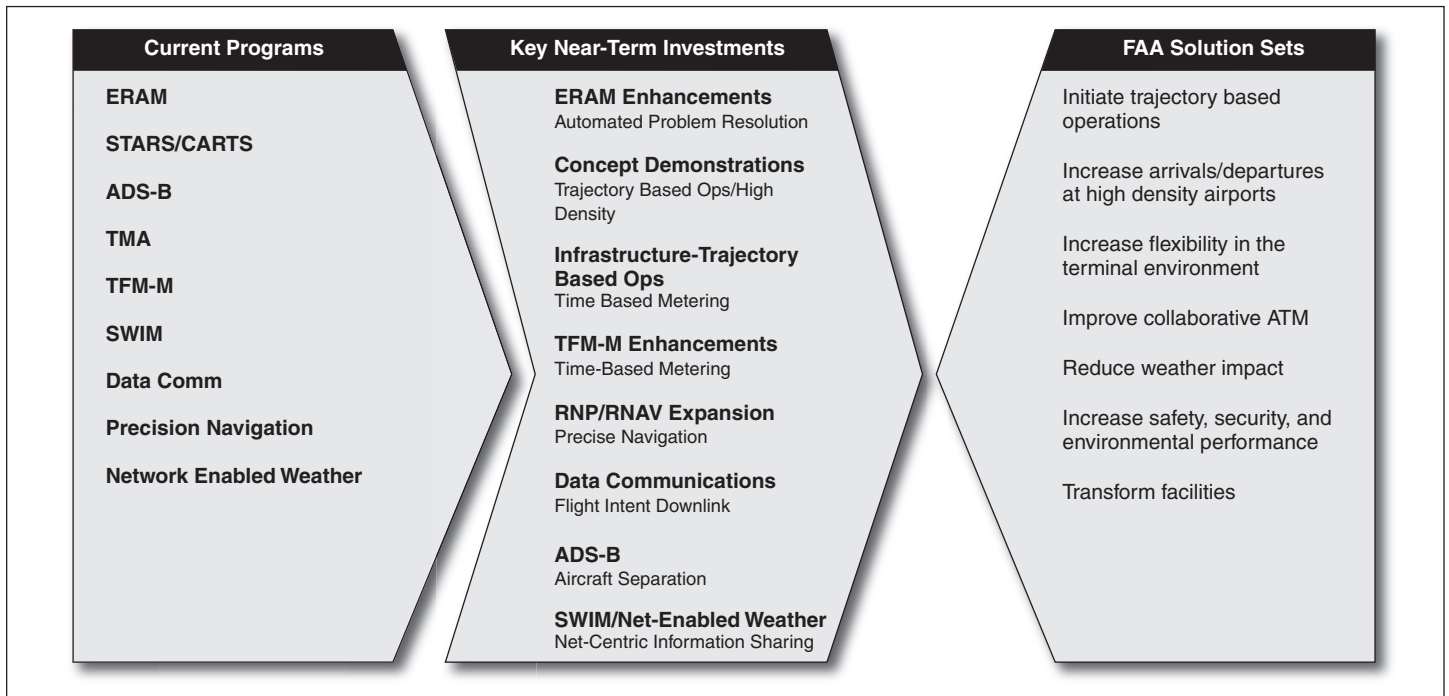 Current Programs
ERAM
STARS/CARTS
ADS-B
TMA
TFM-M
SWIM
Data Comm
Precision Navigation
Network Enabled Weather
Key Near-Term Investments
ERAM Enhancements
Automated Problem Resolution
Concept Demonstrations
Trajectory Based Ops/High
Density
Infrastructure-Trajectory
Based Ops
Time Based Metering
TFM-M Enhancements
Time-Based Metering
RNP/RNAV Expansion
Precise Navigation
Data Communications
Flight Intent Downlink
ADS-B
Aircraft Separation
SWIM/Net-Enabled Weather
Net-Centric Information Sharing
FAA Solution Sets
Initiate trajectory based
operations
Increase arrivals/departures
at high density airports
Increase flexibility in the
terminal environment
Improve collaborative ATM
Reduce weather impact
Increase safety, security, and
environmental performance
Transform facilities